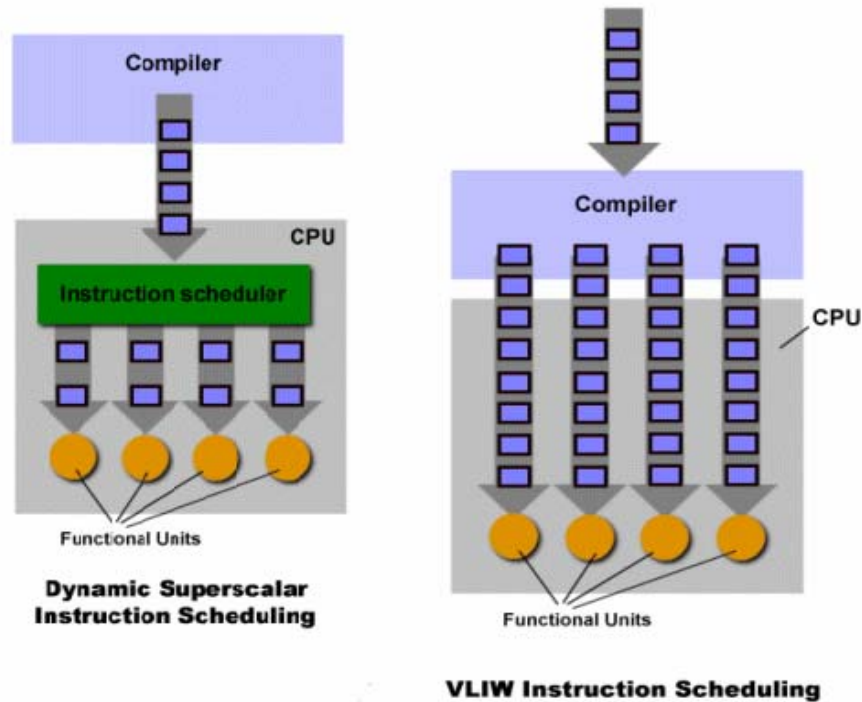 Compiler
CPU
Instruction scheduler
Functional Units
Dynamic Superscalar
Instruction Scheduling
Compiler
CPU
Functional Units
VLIW Instruction Scheduling